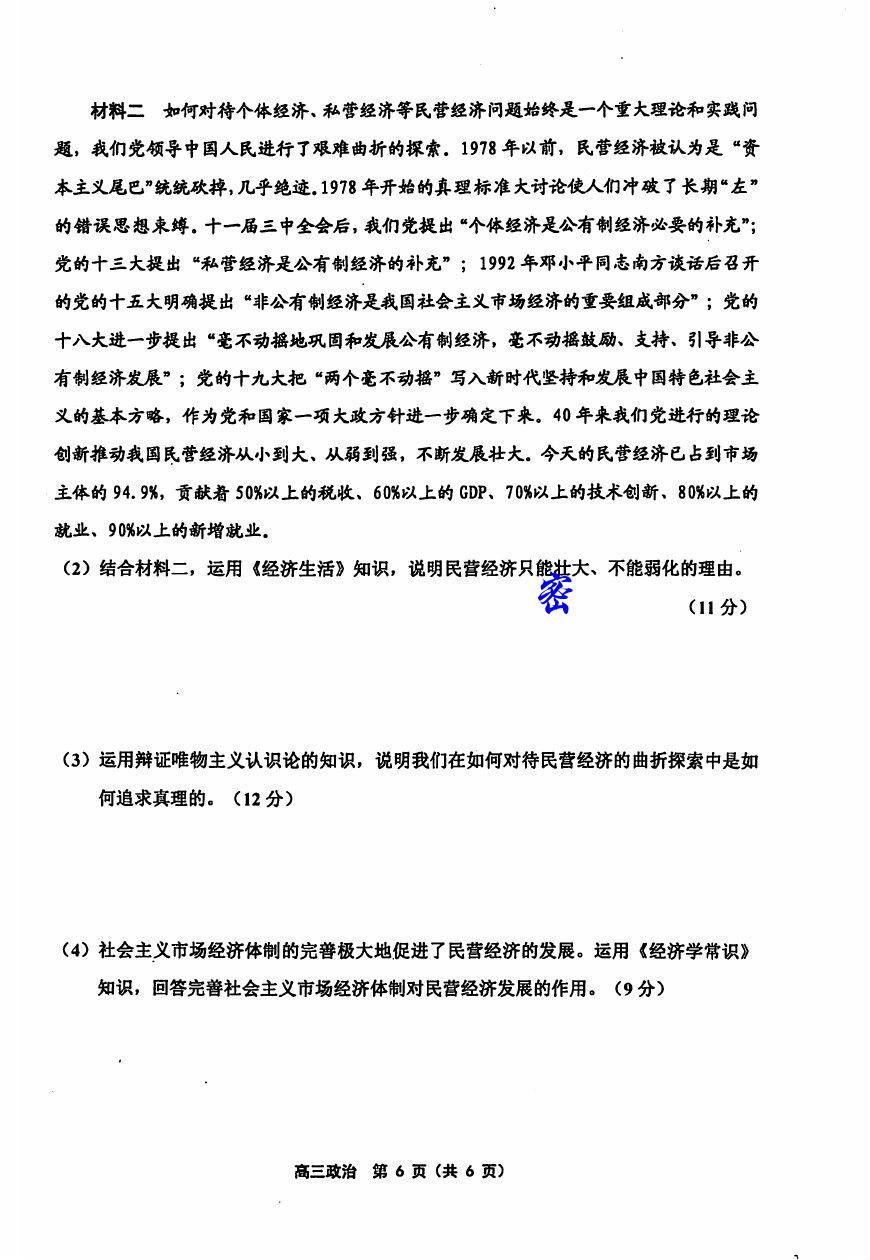 材料二 如何对待个体经济、私营经济等民营经济问题始终是一个重大理论和实践问
题，我们党领导中国人民进行了艰难曲折的探索。1978 年以前，民营经济被认为是“资
本主义尾巴”统统砍掉，几乎绝迹。1978 年开始的真理标准大讨论使人们冲破了长期“左”
的错误思想束缚。十一届三中全会后，我们党提出“个体经济是公有制经济必要的补充”；
党的十三大提出“私营经济是公有制经济的补充”；1992 年邓小平同志南方谈话后召开
的党的十五大明确提出“非公有制经济是我国社会主义市场经济的重要组成部分”；党的
十八大进一步提出“毫不动摇地巩固和发展公有制经济，毫不动摇鼓励、支持、引导非公
有制经济发展”；党的十九大把“两个毫不动摇”写入新时代坚持和发展中国特色社会主
义的基本方略，作为党和国家一项大政方针进一步确定下来。40 年来我们党进行的理论
创新推动我国民营经济从小到大、从弱到强，不断发展壮大。今天的民营经济已占到市场
主体的 94.9%，贡献着 50%以上的税收、60%以上的 GDP、70%以上的技术创新、80%以上的
就业、90%以上的新增就业。
（2）结合材料二，运用《经济生活》知识，说明民营经济只能壮大、不能弱化的理由。
密
（11 分）
（3）运用辩证唯物主义认识论的知识，说明我们在如何对待民营经济的曲折探索中是如
何追求真理的。（12 分）
（4）社会主义市场经济体制的完善极大地促进了民营经济的发展。运用《经济学常识》
知识，回答完善社会主义市场经济体制对民营经济发展的作用。（9 分）
高三政治 第 6 页（共 6 页）